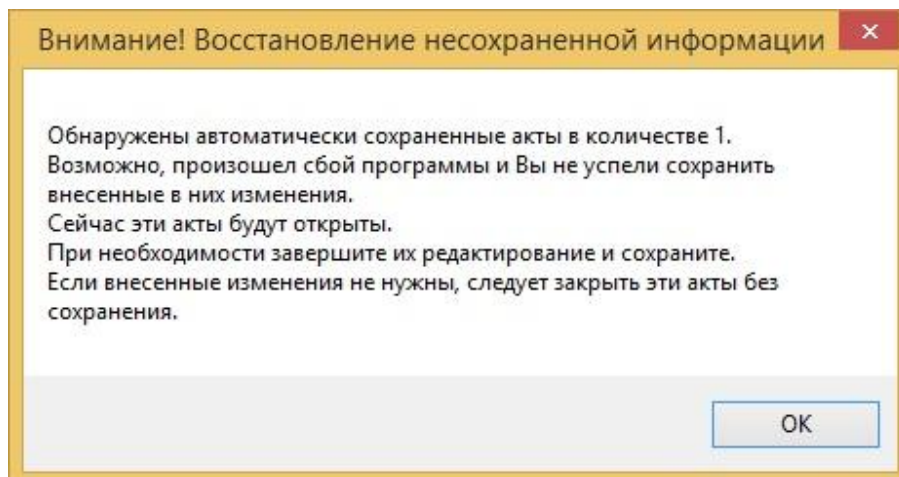 Внимание! Восстановление несохраненной информации
Обнаружены автоматически сохраненные акты в количестве 1.
Возможно, произошел сбой программы и Вы не успели сохранить
внесенные в них изменения.
Сейчас эти акты будут открыты.
При необходимости завершите их редактирование и сохраните.
Если внесенные изменения не нужны, следует закрыть эти акты без
сохранения.
ОК